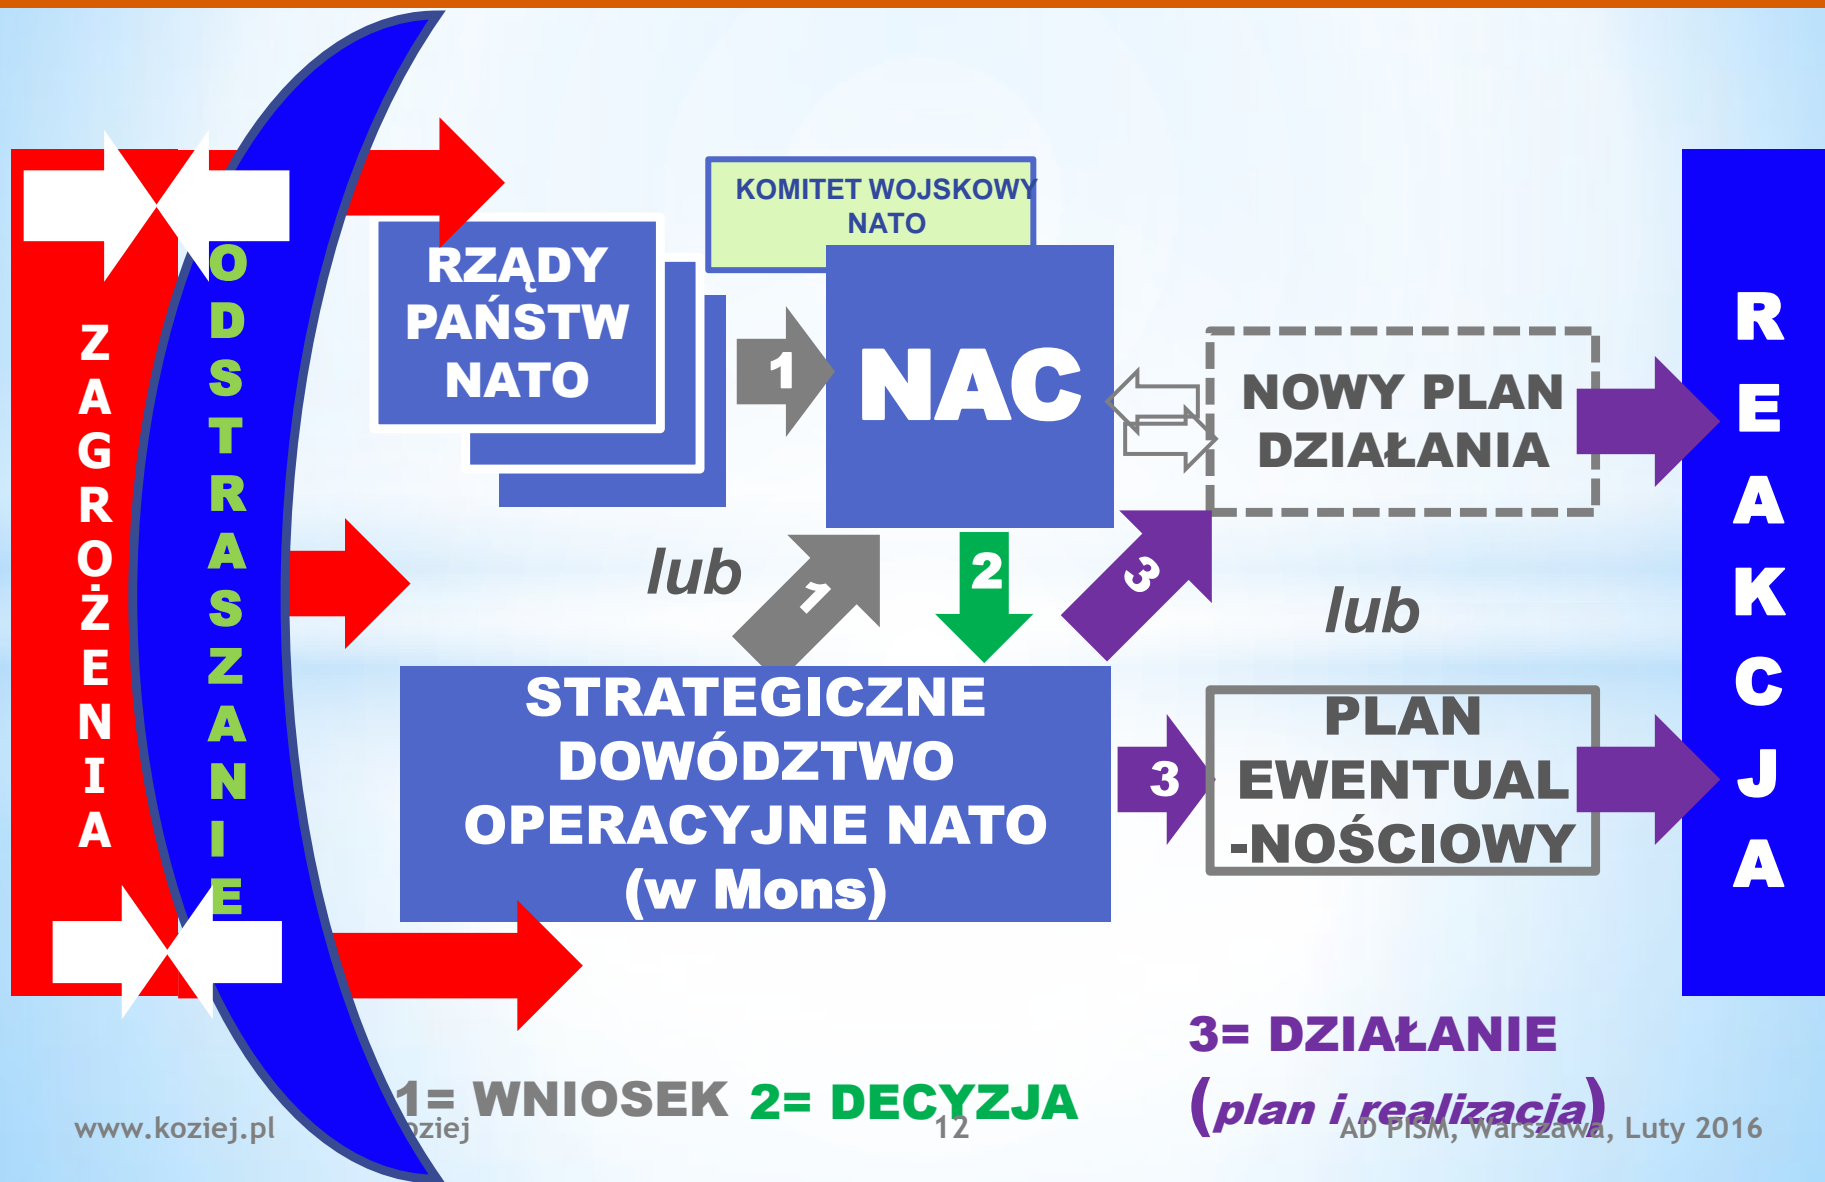 ZAGROŻENIA
ODSTRASZANIE
KOMITET WOJSKOWY
NATO
RZĄDY
PAŃSTW
NATO
1
NAC
NOWY PLAN
DZIAŁANIA
lub
1
2
3
lub
STRATEGICZNE
DOWÓDZTWO
OPERACYJNE NATO
(w Mons)
3
PLAN
EWENTUAL
-NOŚCIOWY
REAKCJA
1= WNIOSEK
2= DECYZJA
3= DZIAŁANIE
(plan i realizacja)
www.koziej.pl
12
AD PISM, Warszawa, Luty 2016